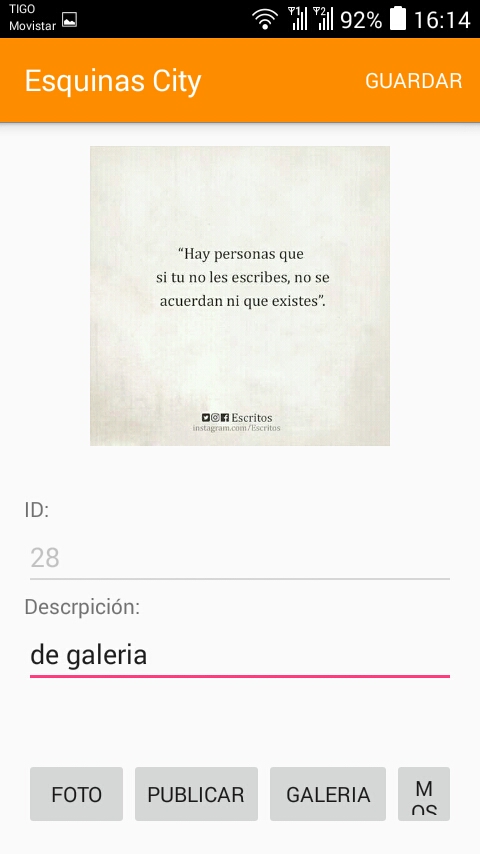 TIGO
Movistar
92% 16:14
Esquinas City GUARDAR
“Hay personas que
si tu no les escribes, no se
acuerdan ni que existes”.
Escritos
instagram.com/Escritos
ID:
28
Descrpición:
de galeria
FOTO PUBLICAR GALERIA M
OS